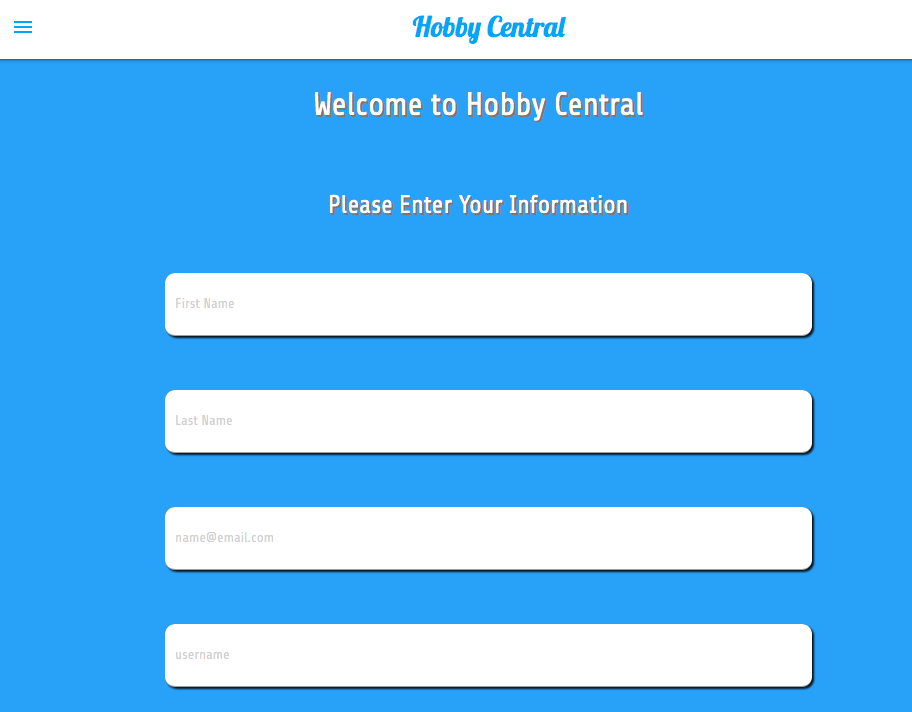 Hobby Central
Welcome to Hobby Central
Please Enter Your Information
First Name
Last Name
name@email.com
username